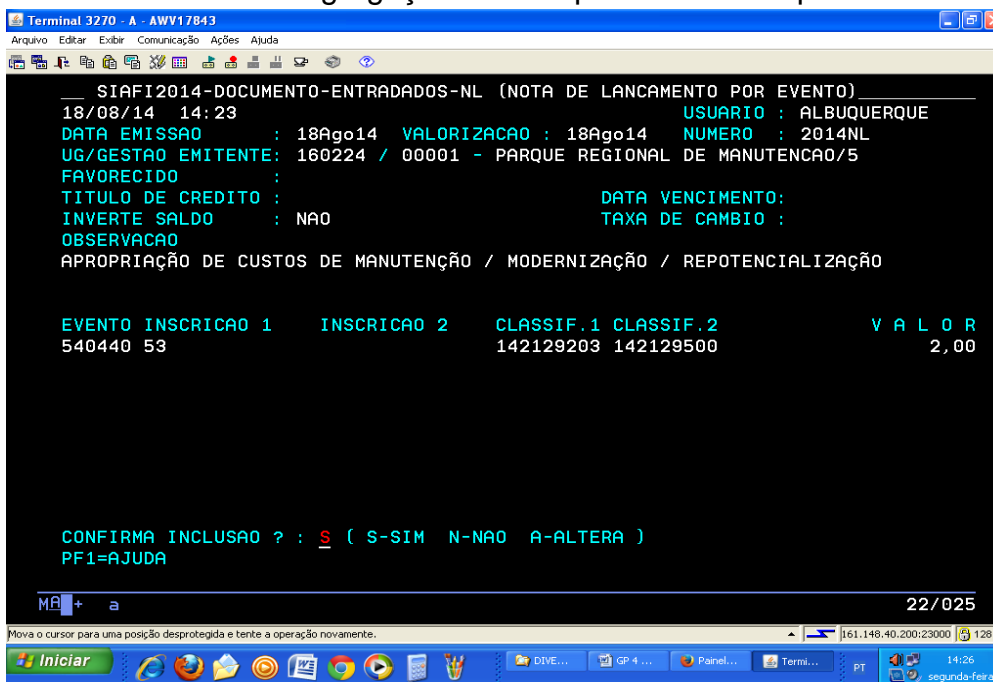 Terminal 3270 - A - AWV17843
Arquivo Editar Exibir Comunicação Ações Ajuda
__ SIAFI2014-DOCUMENTO-ENTRADADOS-NL (NOTA DE LANCAMENTO POR EVENTO)__________
18/08/14 14:23 USUARIO : ALBUQUERQUE
DATA EMISSAO : 18Ago14 VALORIZACAO : 18Ago14 NUMERO : 2014NL
UG/GESTAO EMITENTE: 160224 / 00001 - PARQUE REGIONAL DE MANUTENCAO/5
FAVORECIDO :
TITULO DE CREDITO : DATA VENCIMENTO:
INVERTE SALDO : NAO TAXA DE CAMBIO :
OBSERVACAO
APROPRIAçãO DE CUSTOS DE MANUTENçãO / MODERNIZAçãO / REPOTENCIALIZAçãO
EVENTO INSCRICAO 1 INSCRICAO 2 CLASSIF.1 CLASSIF.2 V A L O R
540440 53 142129203 142129500 2,00
CONFIRMA INCLUSAO ? : S ( S-SIM N-NAO A-ALTERA )
PF1=AJUDA
MA + a 22/025
Mova o cursor para uma posição desprotegida e tente a operação novamente. 161.148.40.200:23000 128
Iniciar DIVE... GP 4 ... Painel... Termi... PT 14:26
segunda-feira